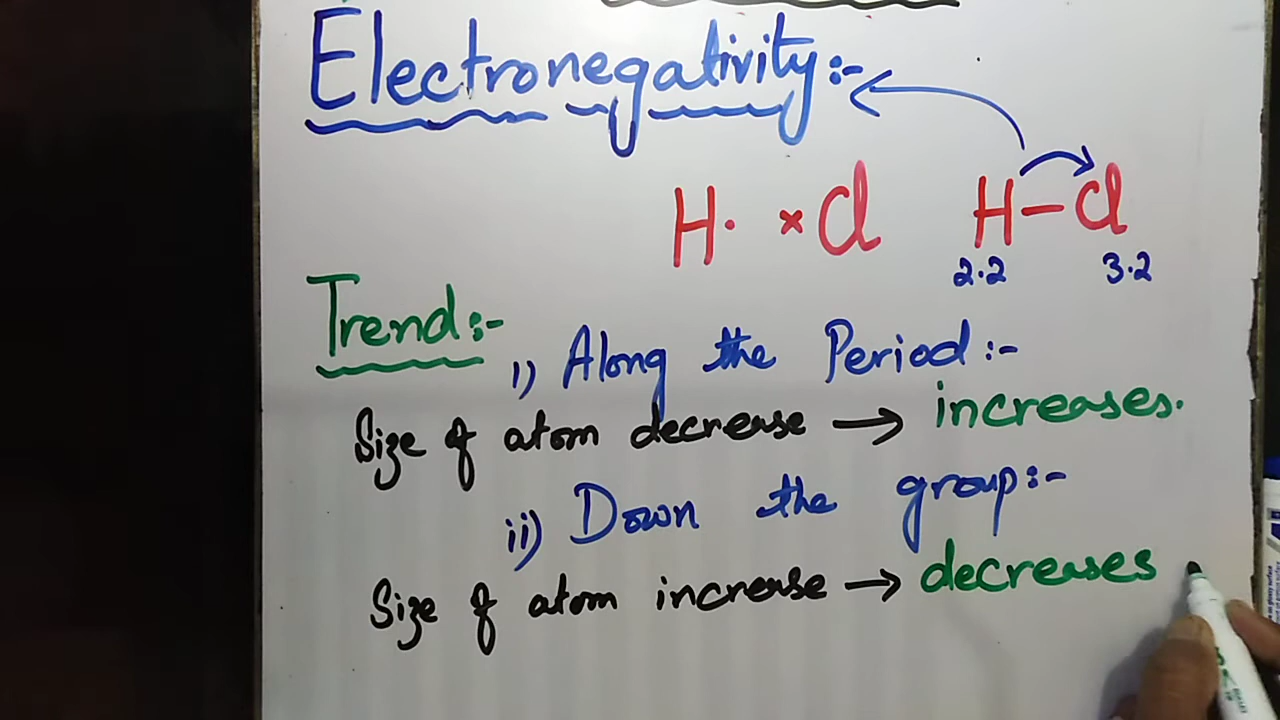 Electronegativity:-
H· ×Cl H-Cl
2.2 3.2
Trend:-
i) Along the Period:-
Size of atom decrease → increases.
ii) Down the group:-
Size of atom increase → decreases